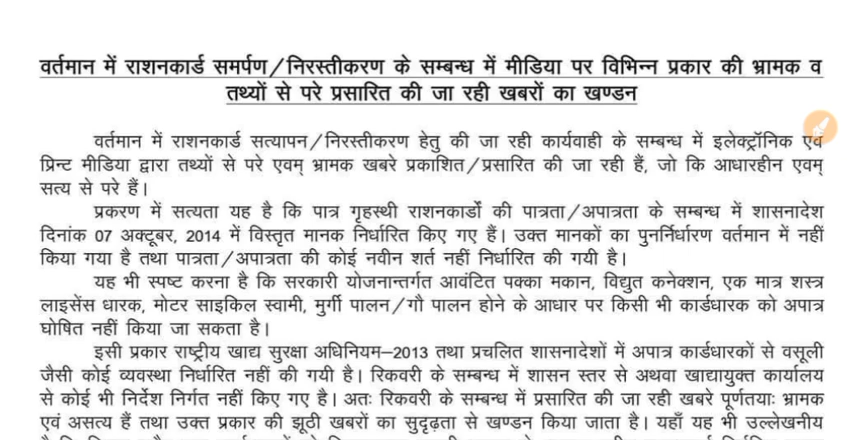 वर्तमान में राशनकार्ड समर्पण/निरस्तीकरण के सम्बन्ध में मीडिया पर विभिन्न प्रकार की भ्रामक व
तथ्यों से परे प्रसारित की जा रही खबरों का खण्डन
वर्तमान में राशनकार्ड सत्यापन/निरस्तीकरण हेतु की जा रही कार्यवाही के सम्बन्ध में इलेक्ट्रॉनिक एवं
प्रिन्ट मीडिया द्वारा तथ्यों से परे एवम् भ्रामक खबरे प्रकाशित/प्रसारित की जा रही हैं, जो कि आधारहीन एवम्
सत्य से परे हैं।
प्रकरण में सत्यता यह है कि पात्र गृहस्थी राशनकार्डों की पात्रता/अपात्रता के सम्बन्ध में शासनादेश
दिनांक 07 अक्टूबर, 2014 में विस्तृत मानक निर्धारित किए गए हैं। उक्त मानकों का पुनर्निर्धारण वर्तमान में नहीं
किया गया है तथा पात्रता/अपात्रता की कोई नवीन शर्त नहीं निर्धारित की गयी है।
यह भी स्पष्ट करना है कि सरकारी योजनान्तर्गत आवंटित पक्का मकान, विद्युत कनेक्शन, एक मात्र शस्त्र
लाइसेंस धारक, मोटर साइकिल स्वामी, मुर्गी पालन/गौ पालन होने के आधार पर किसी भी कार्डधारक को अपात्र
घोषित नहीं किया जा सकता है।
इसी प्रकार राष्ट्रीय खाद्य सुरक्षा अधिनियम–2013 तथा प्रचलित शासनादेशों में अपात्र कार्डधारकों से वसूली
जैसी कोई व्यवस्था निर्धारित नहीं की गयी है। रिकवरी के सम्बन्ध में शासन स्तर से अथवा खाद्यायुक्त कार्यालय
से कोई भी निर्देश निर्गत नहीं किए गए है। अतः रिकवरी के सम्बन्ध में प्रसारित की जा रही खबरे पूर्णतयाः भ्रामक
एवं असत्य हैं तथा उक्त प्रकार की झूठी खबरों का सुदृढ़ता से खण्डन किया जाता है। यहाँ यह भी उल्लेखनीय